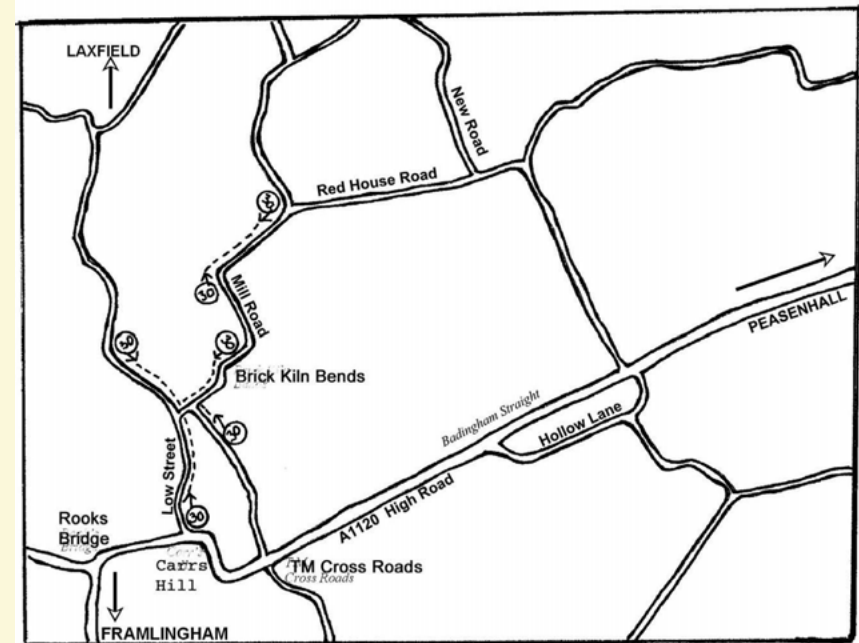 LAXFIELD
New Road
Red House Road
30
30
Mill Road
PEASENHALL
30
30
Brick Kiln Bends
Badingham Straight
Hollow Lane
30
Low Street
A1120 High Road
30
Rooks
Bridge
Carrs
Hill
TM Cross Roads
Cross Roads
FRAMLINGHAM